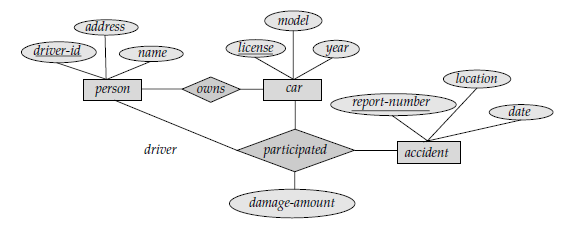 model
address
driver-id
name
license
year
person
owns
car
location
report-number
date
driver
participated
accident
damage-amount